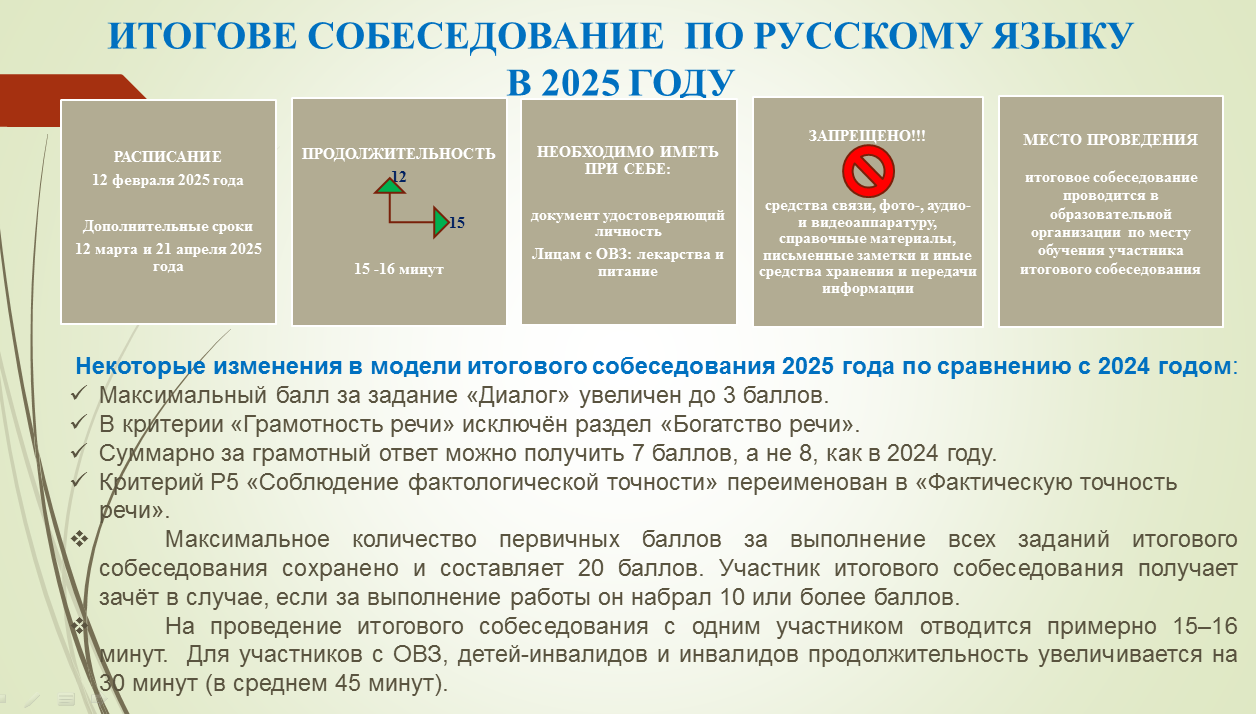 ИТОГОВЕ СОБЕСЕДОВАНИЕ ПО РУССКОМУ ЯЗЫКУ
В 2025 ГОДУ
РАСПИСАНИЕ
12 февраля 2025 года
Дополнительные сроки
12 марта и 21 апреля 2025
года
ПРОДОЛЖИТЕЛЬНОСТЬ
12
15
15 -16 минут
НЕОБХОДИМО ИМЕТЬ
ПРИ СЕБЕ:
документ удостоверяющий
личность
Лицам с ОВЗ: лекарства и
питание
ЗАПРЕЩЕНО!!!
средства связи, фото-, аудио-
и видеоаппаратуру,
справочные материалы,
письменные заметки и иные
средства хранения и передачи
информации
МЕСТО ПРОВЕДЕНИЯ
итоговое собеседование
проводится в
образовательной
организации по месту
обучения участника
итогового собеседования
Некоторые изменения в модели итогового собеседования 2025 года по сравнению с 2024 годом:
✓ Максимальный балл за задание «Диалог» увеличен до 3 баллов.
✓ В критерии «Грамотность речи» исключён раздел «Богатство речи».
✓ Суммарно за грамотный ответ можно получить 7 баллов, а не 8, как в 2024 году.
✓ Критерий Р5 «Соблюдение фактологической точности» переименован в «Фактическую точность
речи».
❖ Максимальное количество первичных баллов за выполнение всех заданий итогового
собеседования сохранено и составляет 20 баллов. Участник итогового собеседования получает
зачёт в случае, если за выполнение работы он набрал 10 или более баллов.
❖ На проведение итогового собеседования с одним участником отводится примерно 15–16
минут. Для участников с ОВЗ, детей-инвалидов и инвалидов продолжительность увеличивается на
30 минут (в среднем 45 минут).